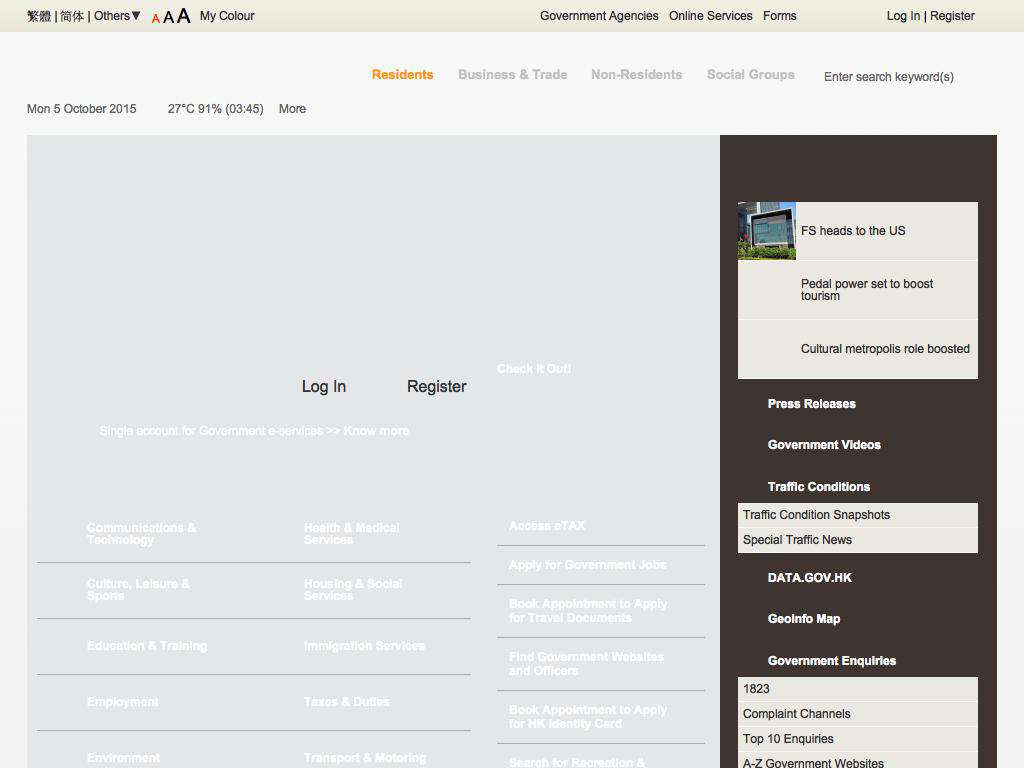 繁體 | 简体 | Others▼ A A A My Colour
Government Agencies Online Services Forms Log In | Register
Residents Business & Trade Non-Residents Social Groups Enter search keyword(s)
Mon 5 October 2015 27°C 91% (03:45) More
FS heads to the US
Pedal power set to boost
tourism
Cultural metropolis role boosted
Check It Out!
Log In Register
Single account for Government e-services >> Know more
Communications &
Technology
Health & Medical
Services
Culture, Leisure &
Sports
Housing & Social
Services
Education & Training
Immigration Services
Employment
Taxes & Duties
Environment
Transport & Motoring
Access eTAX
Apply for Government Jobs
Book Appointment to Apply
for Travel Documents
Find Government Websites
and Officers
Book Appointment to Apply
for HK Identity Card
Search for Recreation &
Press Releases
Government Videos
Traffic Conditions
Traffic Condition Snapshots
Special Traffic News
DATA.GOV.HK
GeoInfo Map
Government Enquiries
1823
Complaint Channels
Top 10 Enquiries
A-Z Government Websites